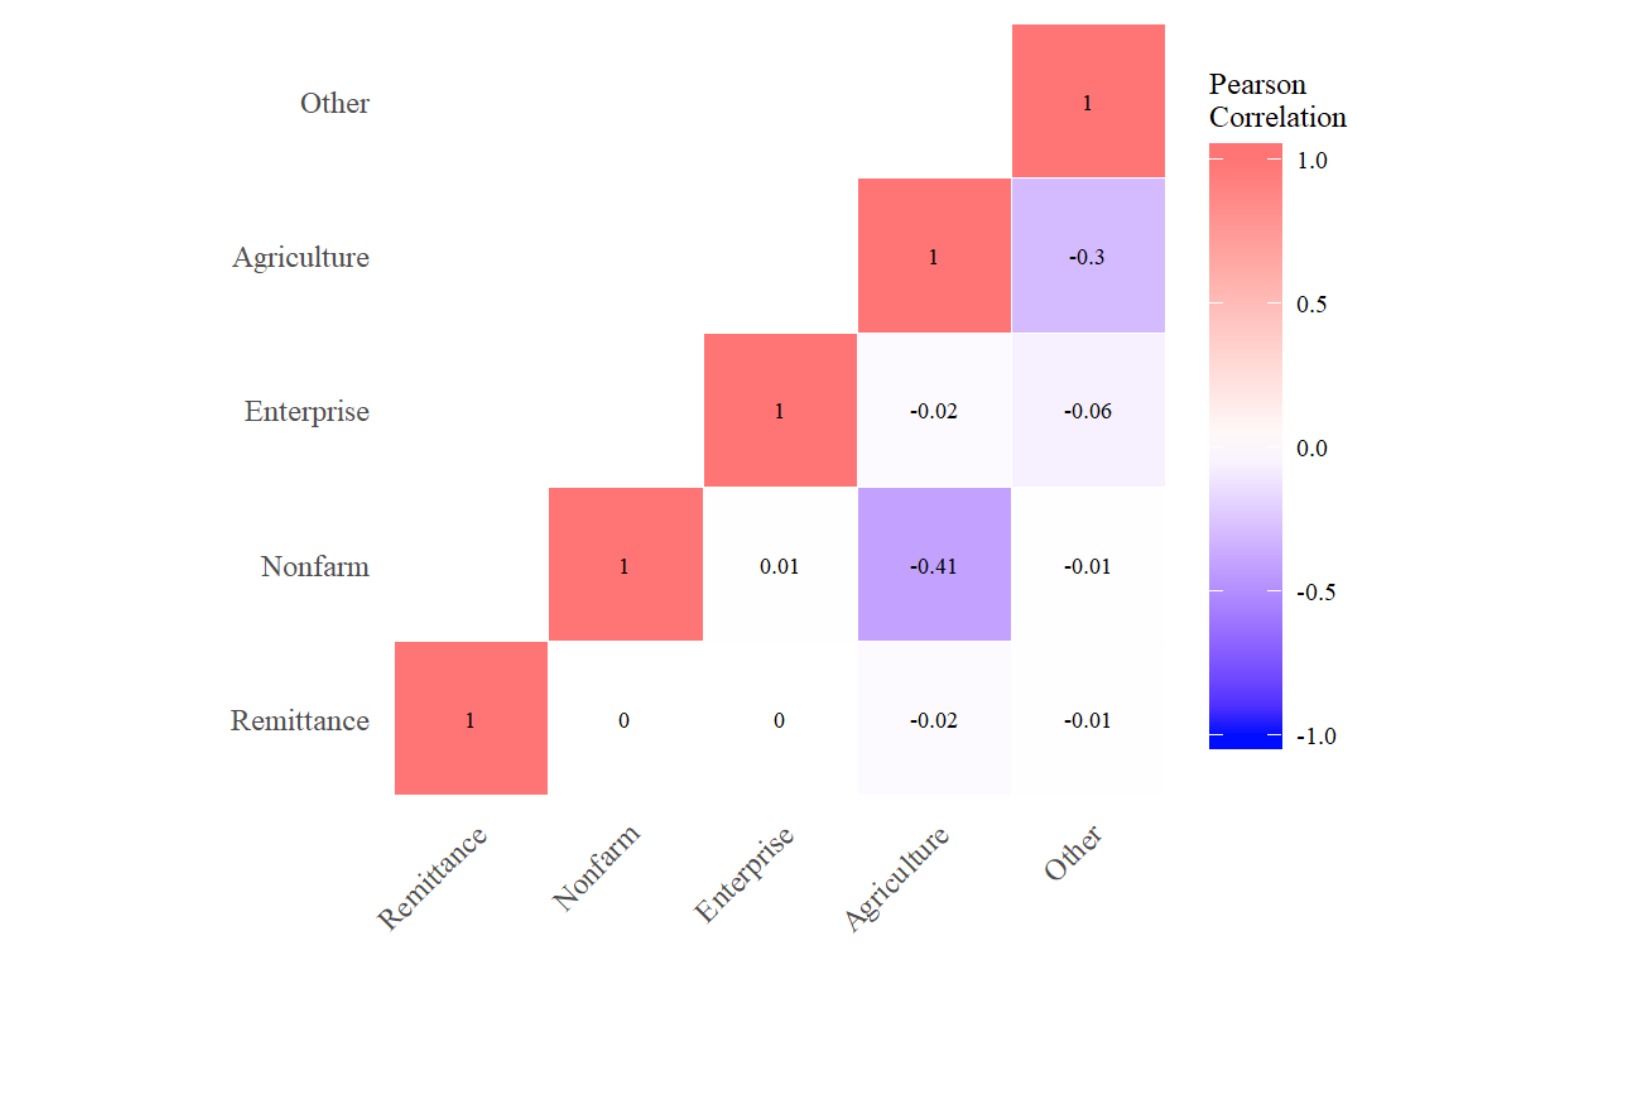 Other
1
Pearson
Correlation
1.0
0.5
0.0
-0.5
-1.0
Agriculture
1
-0.3
Enterprise
1
-0.02
-0.06
Nonfarm
1
0.01
-0.41
-0.01
Remittance
1
0
0
-0.02
-0.01
Remittance
Nonfarm
Enterprise
Agriculture
Other